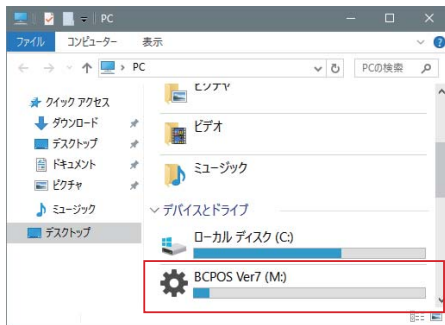 PC
ファイル コンピューター 表示
PC PCの検索
クイック アクセス
ダウンロード
デスクトップ
ドキュメント
ピクチャ
ミュージック
デスクトップ
ピクチャ
ビデオ
ミュージック
デバイスとドライブ
ローカル ディスク (C:)
BCPOS Ver7 (M:)